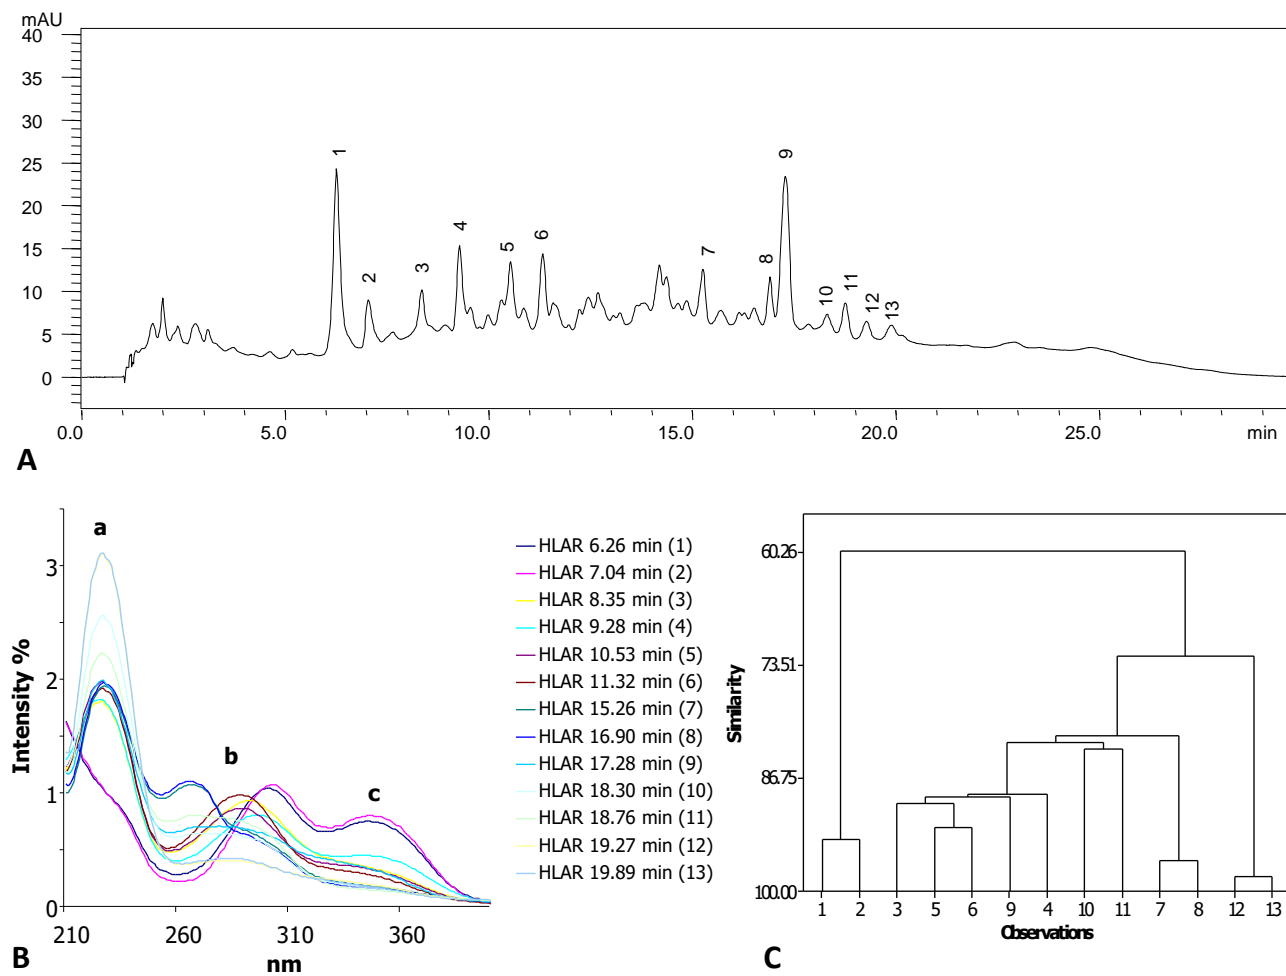 mAU
40
35
30
25
20
15
10
5
0
1
2
3
4
5
6
7
8
9
10
11
12
13
0.0 5.0 10.0 15.0 20.0 25.0 min
A
a
b
c
3
2
1
0
Intensity %
210 260 310 360
nm
B
HLAR 6.26 min (1)
HLAR 7.04 min (2)
HLAR 8.35 min (3)
HLAR 9.28 min (4)
HLAR 10.53 min (5)
HLAR 11.32 min (6)
HLAR 15.26 min (7)
HLAR 16.90 min (8)
HLAR 17.28 min (9)
HLAR 18.30 min (10)
HLAR 18.76 min (11)
HLAR 19.27 min (12)
HLAR 19.89 min (13)
60.26
73.51
86.75
100.00
Similarity
1 2 3 5 6 9 4 10 11 7 8 12 13
Observations
C